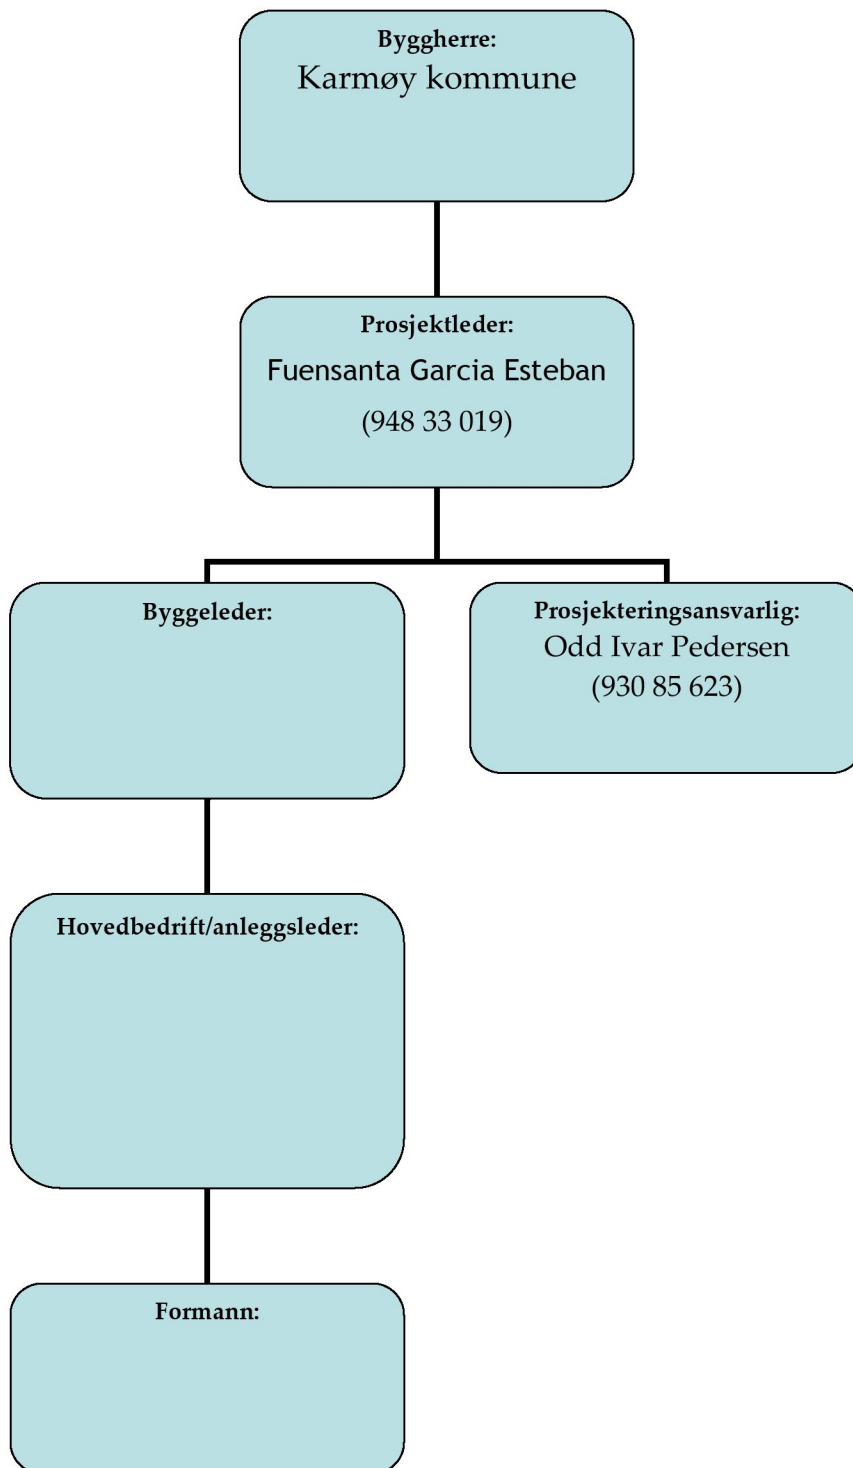 Byggherre:
Karmøy kommune
Prosjektleder:
Fuensanta Garcia Esteban
(948 33 019)
Byggeleder:
Prosjekteringsansvarlig:
Odd Ivar Pedersen
(930 85 623)
Hovedbedrift/anleggsleder:
Formann: